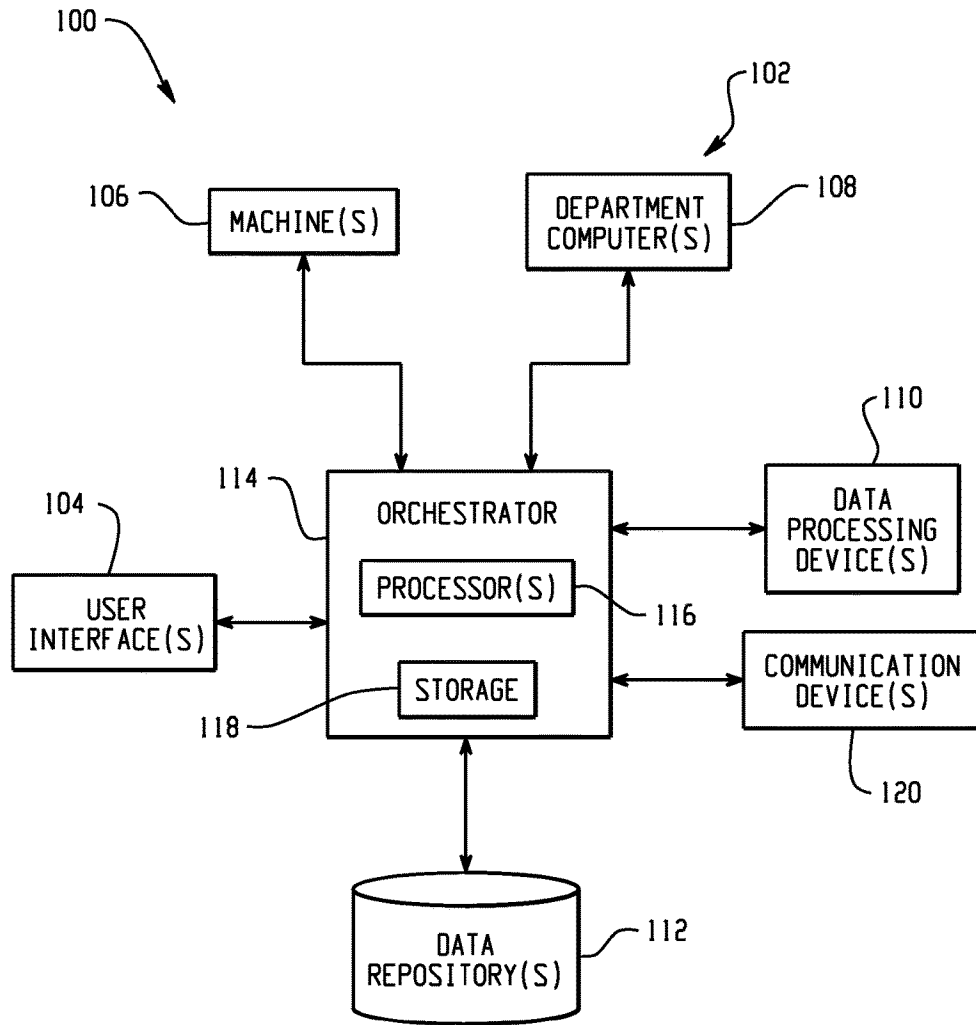 100
102
106
MACHINE(S)
DEPARTMENT
COMPUTER(S)
108
110
114
ORCHESTRATOR
DATA
PROCESSING
DEVICE(S)
104
PROCESSOR(S)
116
USER
INTERFACE(S)
COMMUNICATION
DEVICE(S)
STORAGE
118
120
DATA
REPOSITORY(S)
112